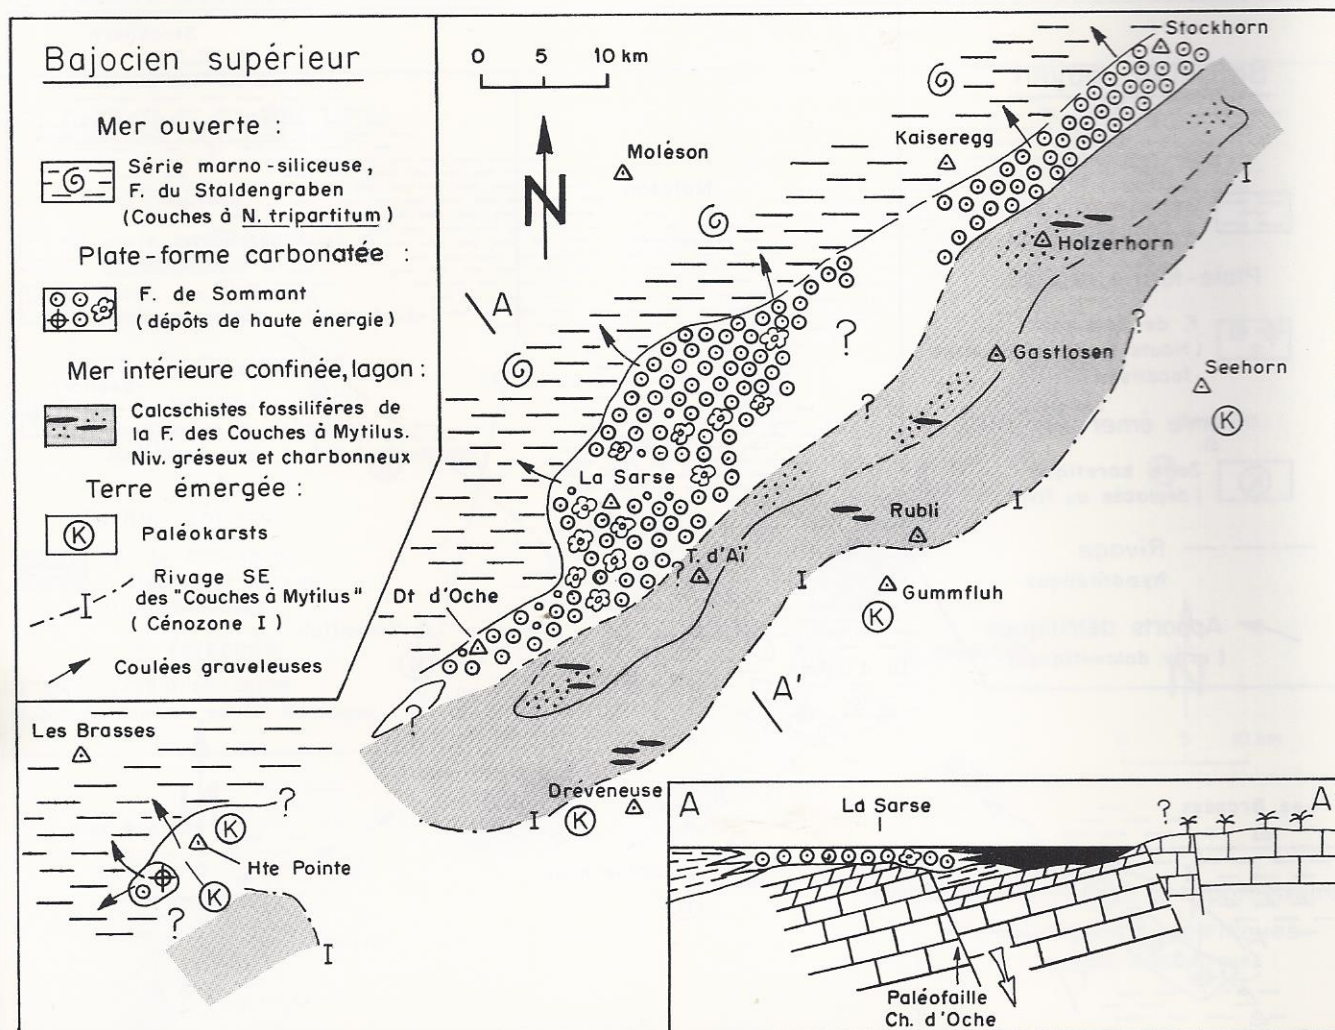 Bajocien supérieur
Mer ouverte :
Série marno-siliceuse,
F. du Staldengraben
(Couches à N. tripartitum)
Plate-forme carbonatée :
F. de Sommant
(dépôts de haute énergie)
Mer intérieure confinée, lagon :
Calcschistes fossilifères de
la F. des Couches à Mytilus.
Niv. gréseux et charbonneux
Terre émergée :
K
Paléokarsts
I
Rivage SE
des "Couches à Mytilus"
(Cénozone I)
Coulées graveleuses
0 5 10 km
N
Stockhorn
Kaiseregg
Moléson
I
Holzerhorn
A
?
?
Gastlosen
Seehorn
K
?
La Sarse
I
Rubli
?
T. d'Aï
I
Gummfluh
K
Dt d'Oche
A'
?
Les Brasses
Dréveneuse
I
K
?
K
Hte Pointe
K
?
I
A
La Sarse
?
A'
Paléofaille
Ch. d'Oche